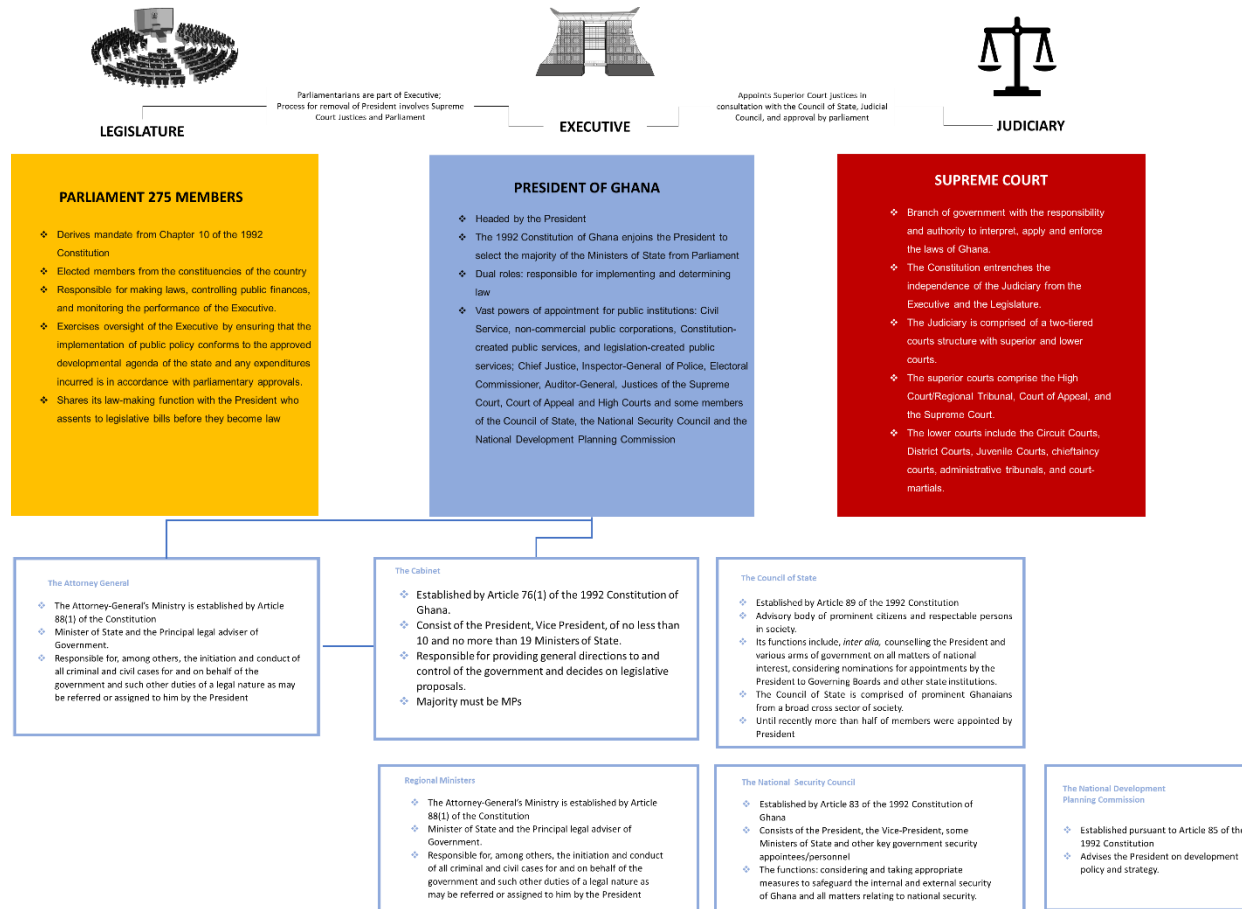 Parliamentarians are part of Executive;
Process for removal of President involves Supreme
Court Justices and Parliament
Appoints Superior Court Justices in
consultation with the Council of State, Judicial
Council, and approval by parliament
LEGISLATURE
EXECUTIVE
JUDICIARY
PARLIAMENT 275 MEMBERS
❖ Derives mandate from Chapter 10 of the 1992
Constitution
❖ Elected members from the constituencies of the country
❖ Responsible for making laws, controlling public finances,
and monitoring the performance of the Executive.
❖ Exercises oversight of the Executive by ensuring that the
implementation of public policy conforms to the approved
developmental agenda of the state and any expenditures
incurred is in accordance with parliamentary approvals.
❖ Shares its law-making function with the President who
assents to legislative bills before they become law
PRESIDENT OF GHANA
❖ Headed by the President
❖ The 1992 Constitution of Ghana enjoins the President to
select the majority of the Ministers of State from Parliament
❖ Dual roles: responsible for implementing and determining
law
❖ Vast powers of appointment for public institutions: Civil
Service, non-commercial public corporations, Constitution-
created public services, and legislation-created public
services; Chief Justice, Inspector-General of Police, Electoral
Commissioner, Auditor-General, Justices of the Supreme
Court, Court of Appeal and High Courts and some members
of the Council of State, the National Security Council and the
National Development Planning Commission
SUPREME COURT
❖ Branch of government with the responsibility
and authority to interpret, apply and enforce
the laws of Ghana.
❖ The Constitution entrenches the
independence of the Judiciary from the
Executive and the Legislature.
❖ The Judiciary is comprised of a two-tiered
courts structure with superior and lower
courts.
❖ The superior courts comprise the High
Court/Regional Tribunal, Court of Appeal, and
the Supreme Court.
❖ The lower courts include the Circuit Courts,
District Courts, Juvenile Courts, chieftaincy
courts, administrative tribunals, and court-
martials.
The Attorney General
❖ The Attorney-General's Ministry is established by Article
88(1) of the Constitution
❖ Minister of State and the Principal legal adviser of
Government.
❖ Responsible for, among others, the initiation and conduct of
all criminal and civil cases for and on behalf of the
government and such other duties of a legal nature as may
be referred or assigned to him by the President
The Cabinet
❖ Established by Article 76(1) of the 1992 Constitution of
Ghana.
❖ Consist of the President, Vice President, of no less than
10 and no more than 19 Ministers of State.
❖ Responsible for providing general directions to and
control of the government and decides on legislative
proposals.
❖ Majority must be MPs
The Council of State
❖ Established by Article 89 of the 1992 Constitution
❖ Advisory body of prominent citizens and respectable persons
in society.
❖ Its functions include, inter alia, counselling the President and
various arms of government on all matters of national
interest, considering nominations for appointments by the
President to Governing Boards and other state institutions.
❖ The Council of State is comprised of prominent Ghanaians
from a broad cross sector of society.
❖ Until recently more than half of members were appointed by
President
Regional Ministers
❖ The Attorney-General's Ministry is established by Article
88(1) of the Constitution
❖ Minister of State and the Principal legal adviser of
Government.
❖ Responsible for, among others, the initiation and conduct
of all criminal and civil cases for and on behalf of the
government and such other duties of a legal nature as
may be referred or assigned to him by the President
The National Security Council
❖ Established by Article 83 of the 1992 Constitution of
Ghana
❖ Consists of the President, the Vice-President, some
Ministers of State and other key government security
appointees/personnel
❖ The functions: considering and taking appropriate
measures to safeguard the internal and external security
of Ghana and all matters relating to national security.
The National Development
Planning Commission
❖ Established pursuant to Article 85 of the
1992 Constitution
❖ Advises the President on development
policy and strategy.